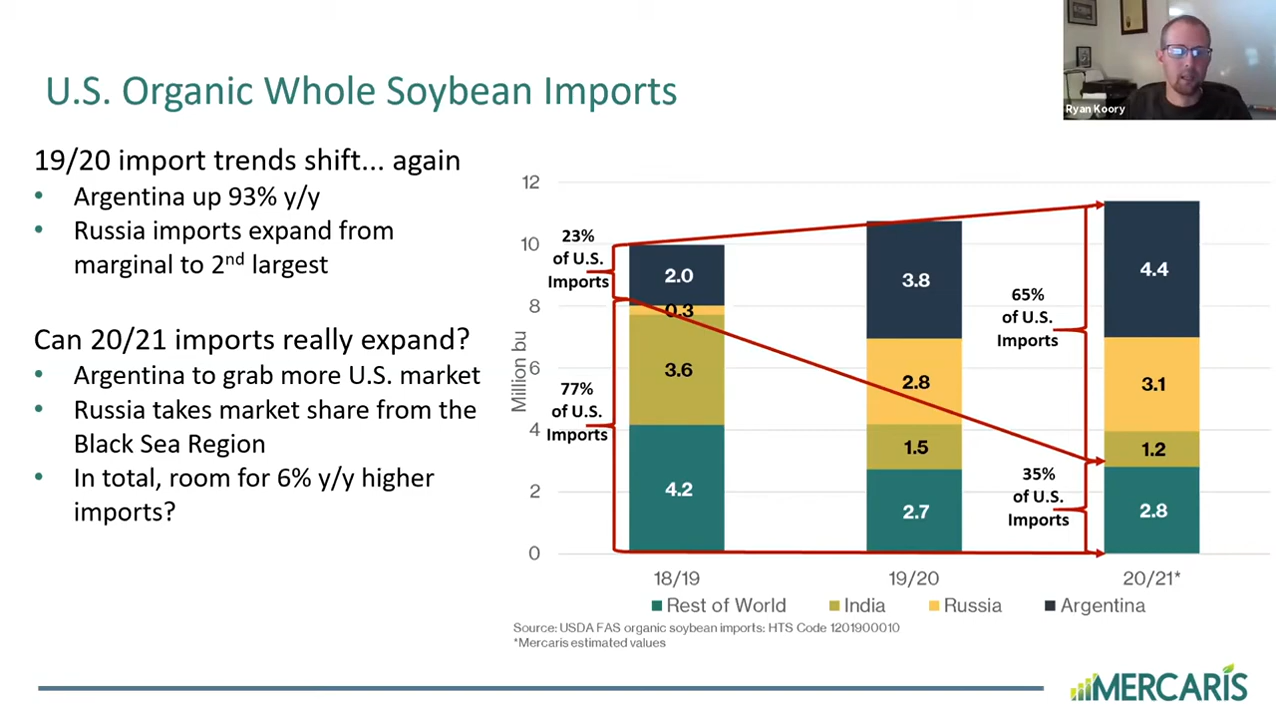 Ryan Koory
U.S. Organic Whole Soybean Imports
19/20 import trends shift... again
• Argentina up 93% y/y
• Russia imports expand from
marginal to 2nd largest
Can 20/21 imports really expand?
• Argentina to grab more U.S. market
• Russia takes market share from the
Black Sea Region
• In total, room for 6% y/y higher
imports?
Million bu
12
10
8
6
4
2
0
23%
of U.S.
Imports
77%
of U.S.
Imports
2.0
0.3
3.6
4.2
3.8
2.8
1.5
2.7
65%
of U.S.
Imports
35%
of U.S.
Imports
4.4
3.1
1.2
2.8
18/19
19/20
20/21*
Rest of World
India
Russia
Argentina
Source: USDA FAS organic soybean imports: HTS Code 1201900010
*Mercaris estimated values
MERCARIS